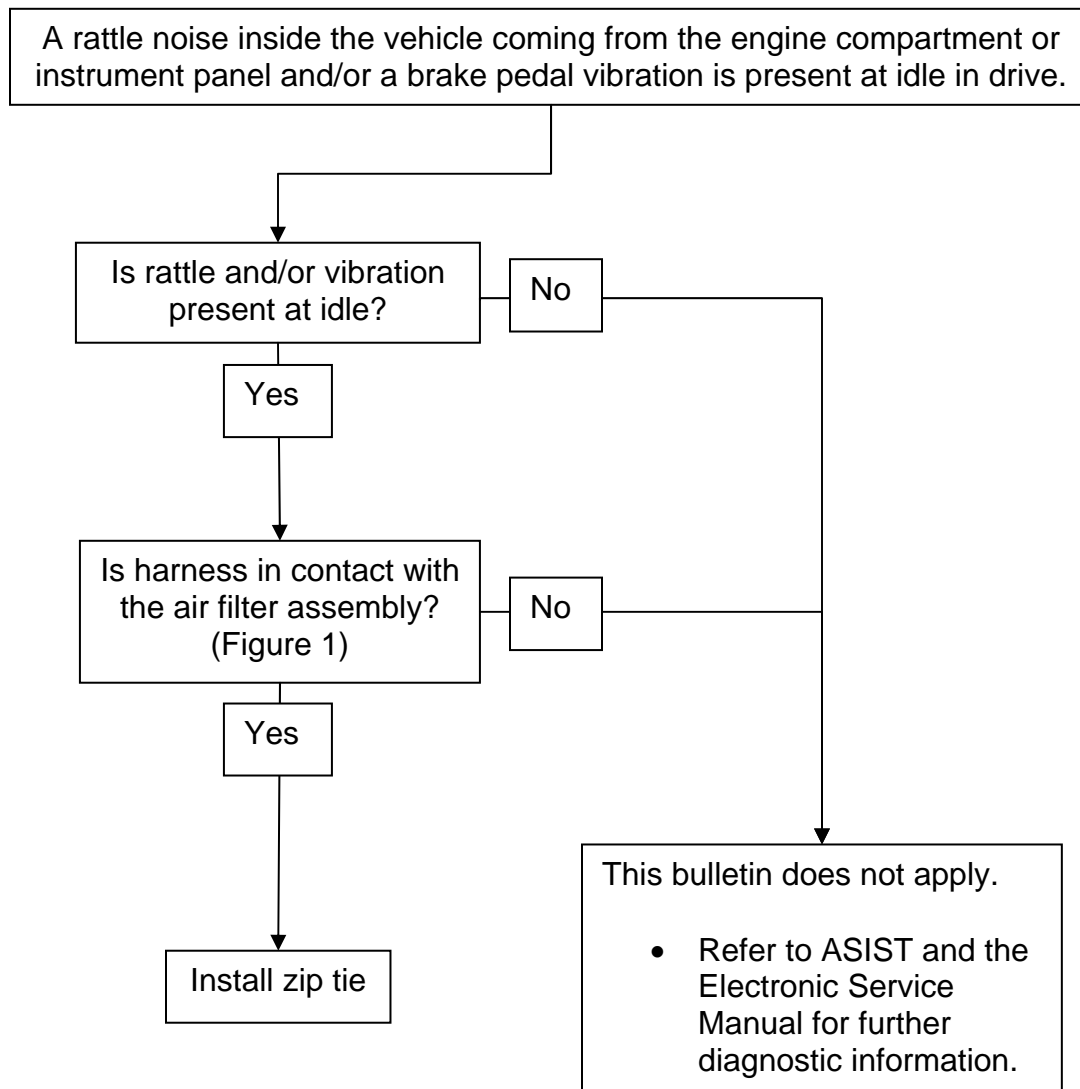 A rattle noise inside the vehicle coming from the engine compartment or
instrument panel and/or a brake pedal vibration is present at idle in drive.
Is rattle and/or vibration
present at idle?
No
Yes
Is harness in contact with
the air filter assembly?
(Figure 1)
No
Yes
Install zip tie
This bulletin does not apply.
• Refer to ASIST and the
Electronic Service
Manual for further
diagnostic information.